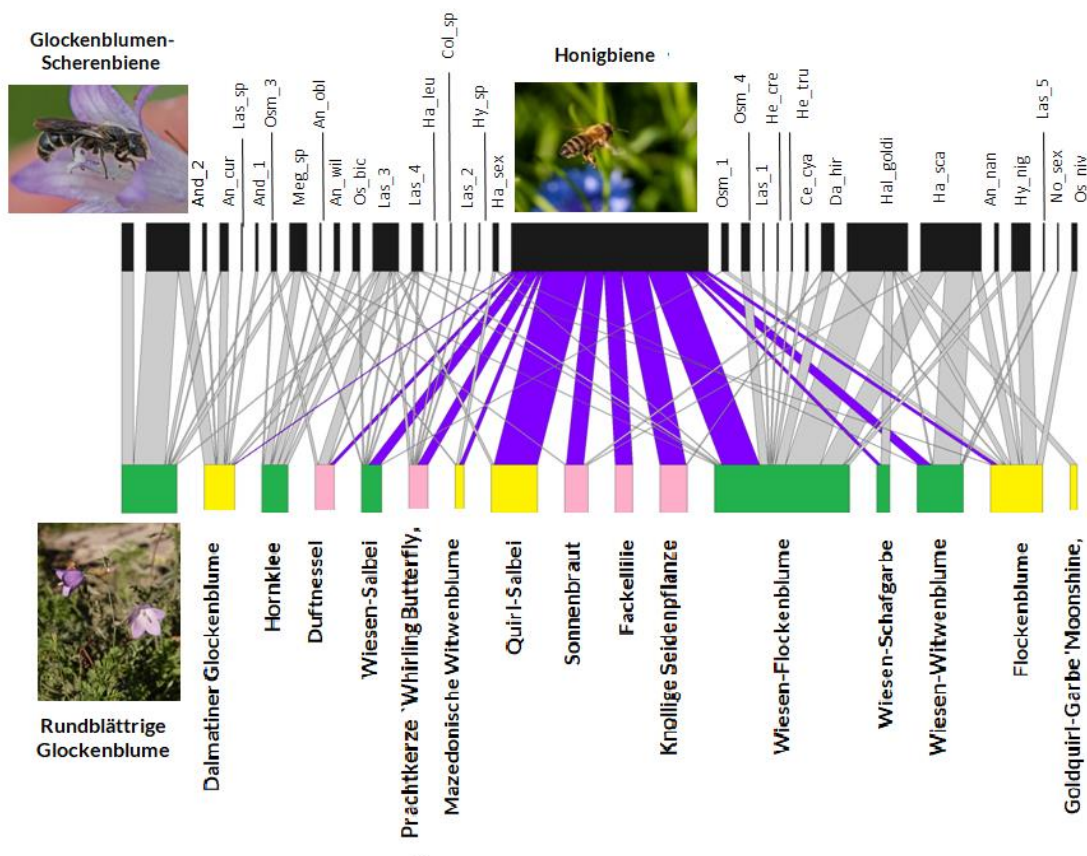 Glockenblumen-
Scherenbiene
Honigbiene
And_2
An_cur
Las_sp
And_1
Osm_3
Meg_sp
An_obl
An_wil
Os_bic
Las_3
Las_4
Ha_leu
Col_sp
Las_2
Hy_sp
Ha_sex
Osm_1
Osm_4
Las_1
He_cre
He_tru
Ce_cya
Da_hir
Hal_goldi
Ha_sca
An_nan
Hy_nig
Las_5
No_sex
Os_niv
Rundblättrige
Glockenblume
Dalmatiner Glockenblume
Hornklee
Duftnessel
Wiesen-Salbei
Prachtkerze 'Whirling Butterfly,
Mazedonische Witwenblume
Quirl-Salbei
Sonnenbraut
Fackellilie
Knollige Seidenpflanze
Wiesen-Flockenblume
Wiesen-Schafgarbe
Wiesen-Witwenblume
Flockenblume
Goldquirl-Garbe 'Moonshine,